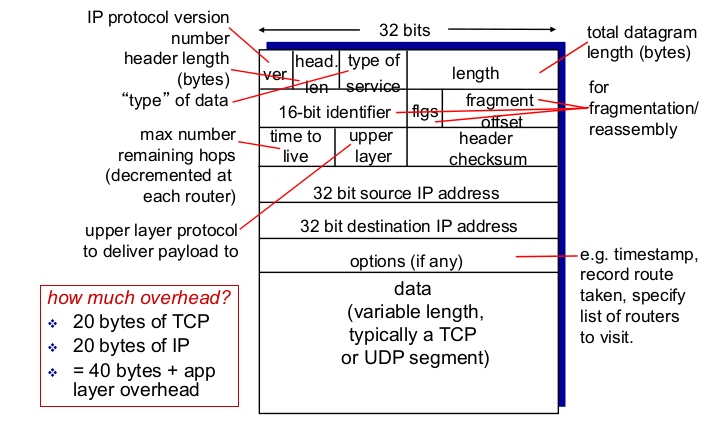 IP protocol version
number
header length
(bytes)
“type” of data
max number
remaining hops
(decremented at
each router)
upper layer protocol
to deliver payload to
how much overhead?
❖ 20 bytes of TCP
❖ 20 bytes of IP
❖ = 40 bytes + app
layer overhead
32 bits
ver
head.
len
type of
service
length
16-bit identifier
flgs
fragment
offset
time to
live
upper
layer
header
checksum
32 bit source IP address
32 bit destination IP address
options (if any)
data
(variable length,
typically a TCP
or UDP segment)
total datagram
length (bytes)
for
fragmentation/
reassembly
e.g. timestamp,
record route
taken, specify
list of routers
to visit.